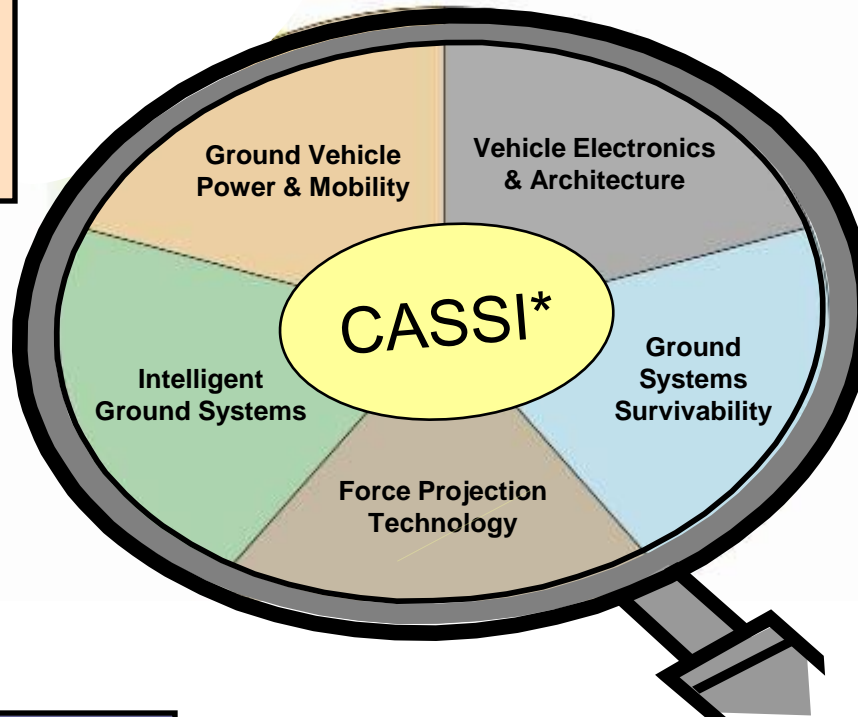 Ground Vehicle
Power & Mobility
Vehicle Electronics
& Architecture
CASSI*
Intelligent
Ground Systems
Ground
Systems
Survivability
Force Projection
Technology